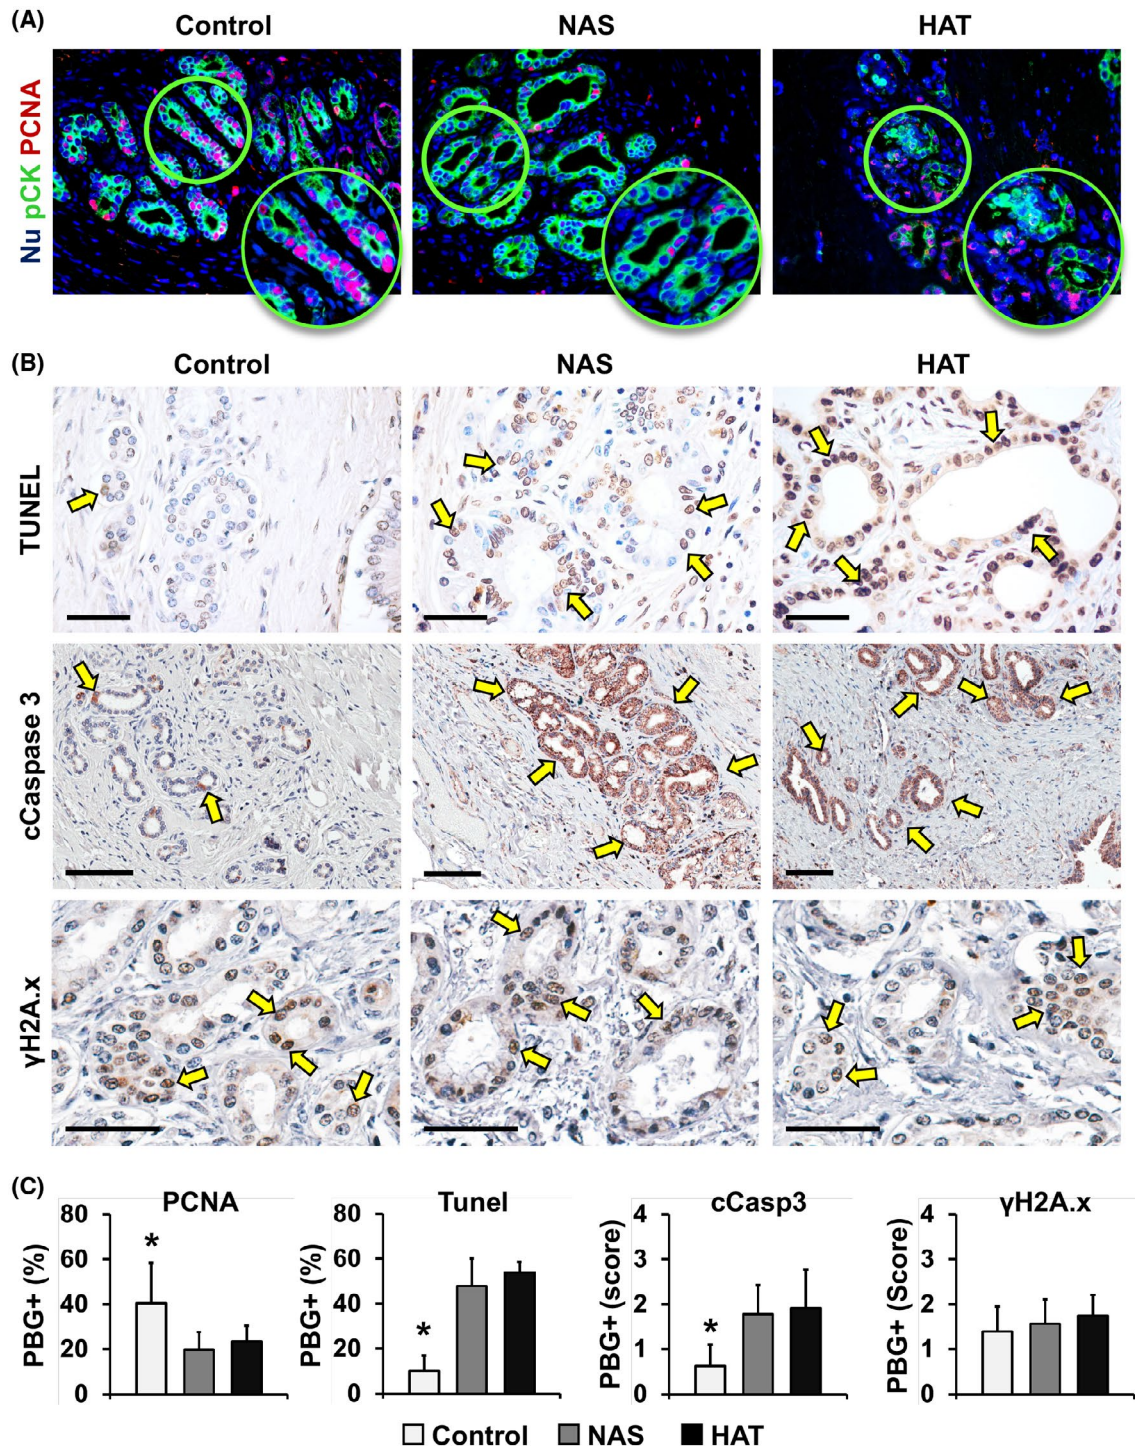 (A)
Control NAS HAT
Nu pCK PCNA
(B)
Control NAS HAT
TUNEL
cCaspase 3
γH2A.x
(C)
PCNA Tunel cCasp3 γH2A.x
PBG+ (%)
80
60
40
20
0
*
PBG+ (%)
80
60
40
20
0
*
PBG+ (score)
4
3
2
1
0
*
PBG+ (Score)
4
3
2
1
0
Control NAS HAT